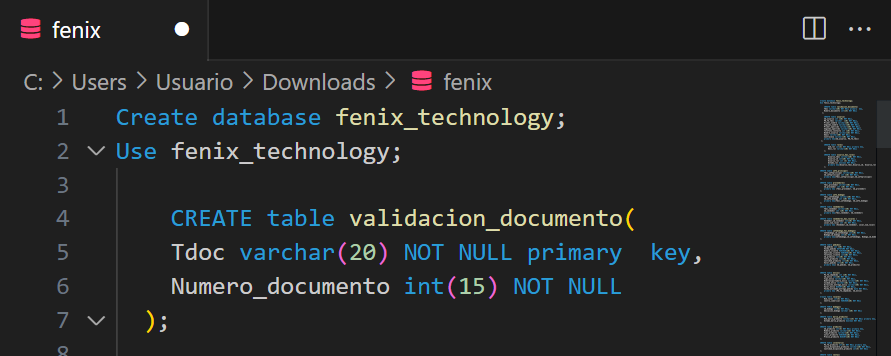 fenix
C: > Users > Usuario > Downloads > fenix
1 Create database fenix_technology;
2 Use fenix_technology;
3
4 CREATE table validacion_documento(
5 Tdoc varchar(20) NOT NULL primary  key,
6 Numero_documento int(15) NOT NULL
7 );
8